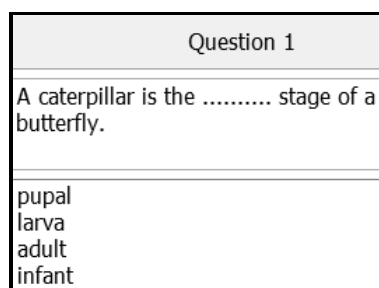 Question 1
A caterpillar is the .......... stage of a
butterfly.
pupal
larva
adult
infant